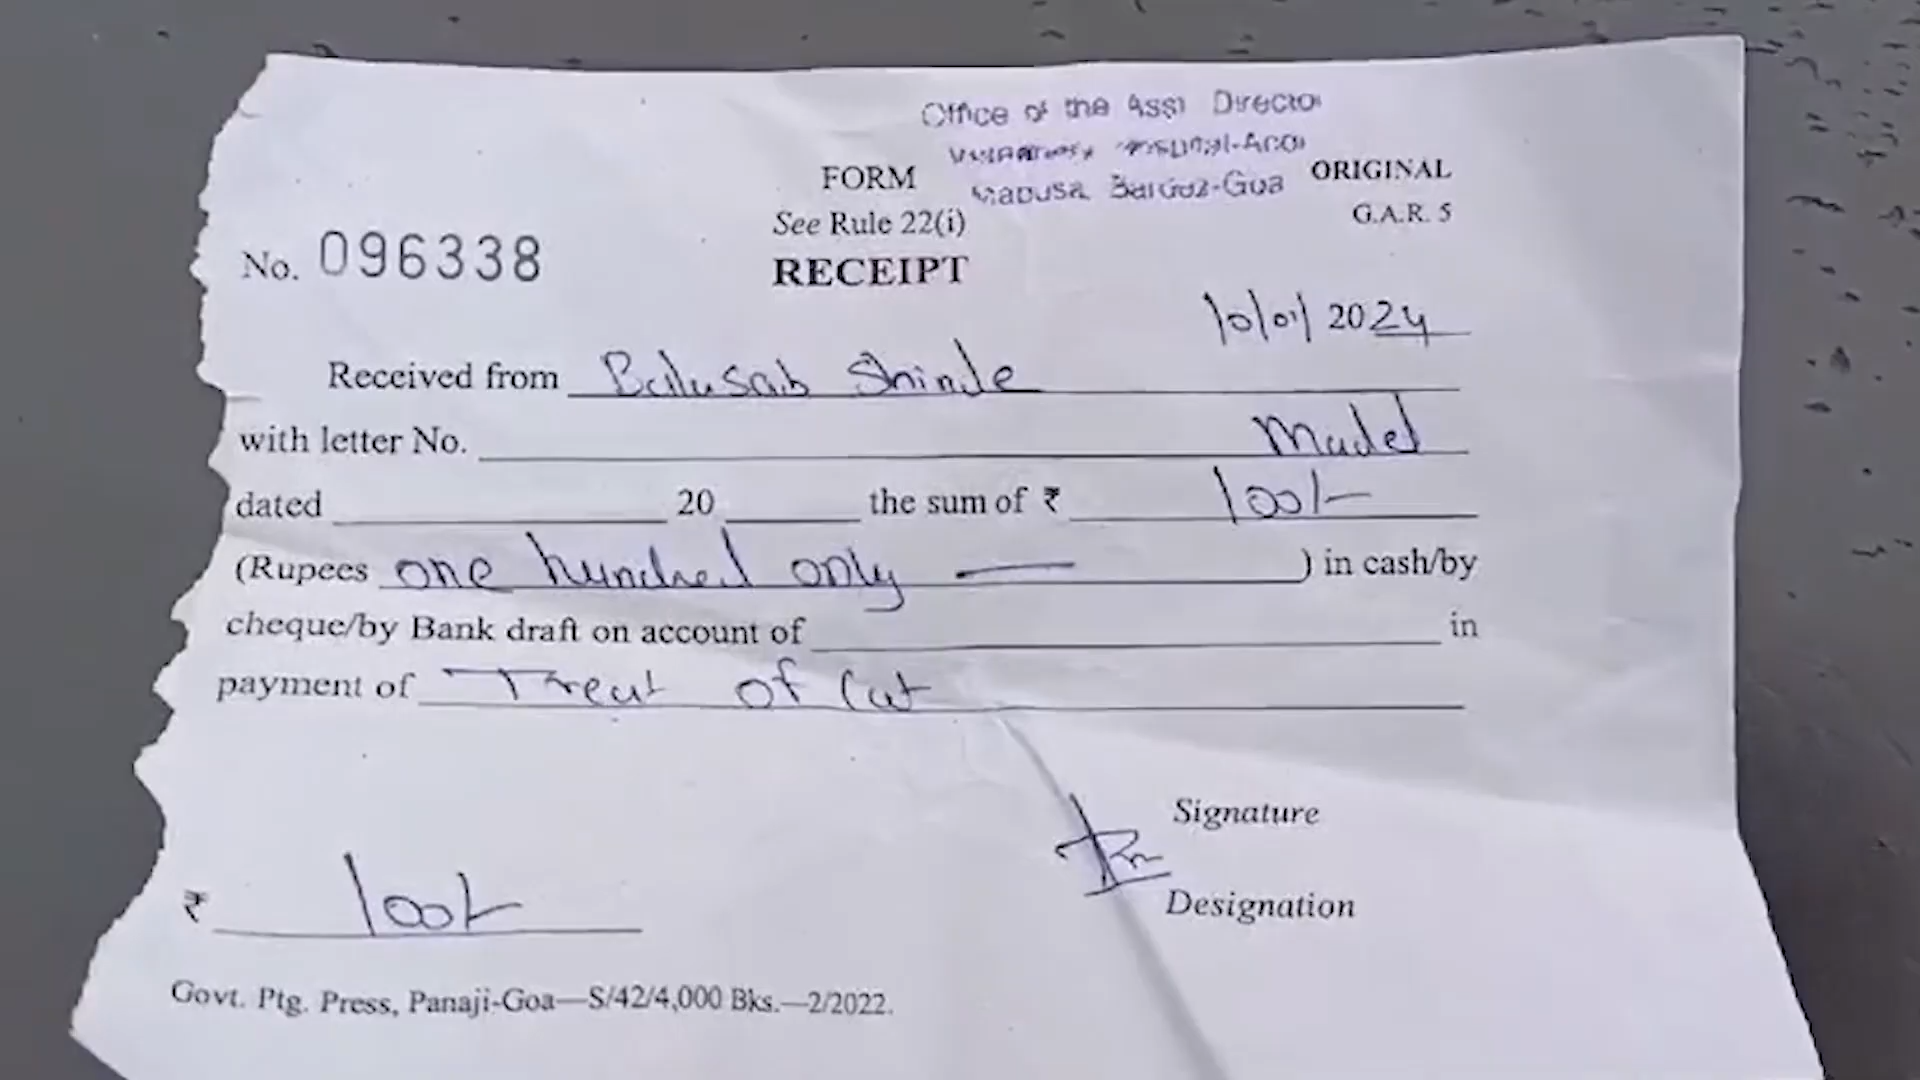 Office of the Asst Director
Mapusa Bardez-Goa
FORM
ORIGINAL
See Rule 22(i)
G.A.R. 5
No. 096338
RECEIPT
10/01/2024
Received from Balusab Shinde
with letter No. Madel
dated 20 the sum of ₹ 100/-
(Rupees one hundred only —) in cash/by
cheque/by Bank draft on account of in
payment of Treat of Cat
Signature
Designation
₹ 100/-
Govt. Ptg. Press, Panaji-Goa—S/42/4,000 Bks.—2/2022.